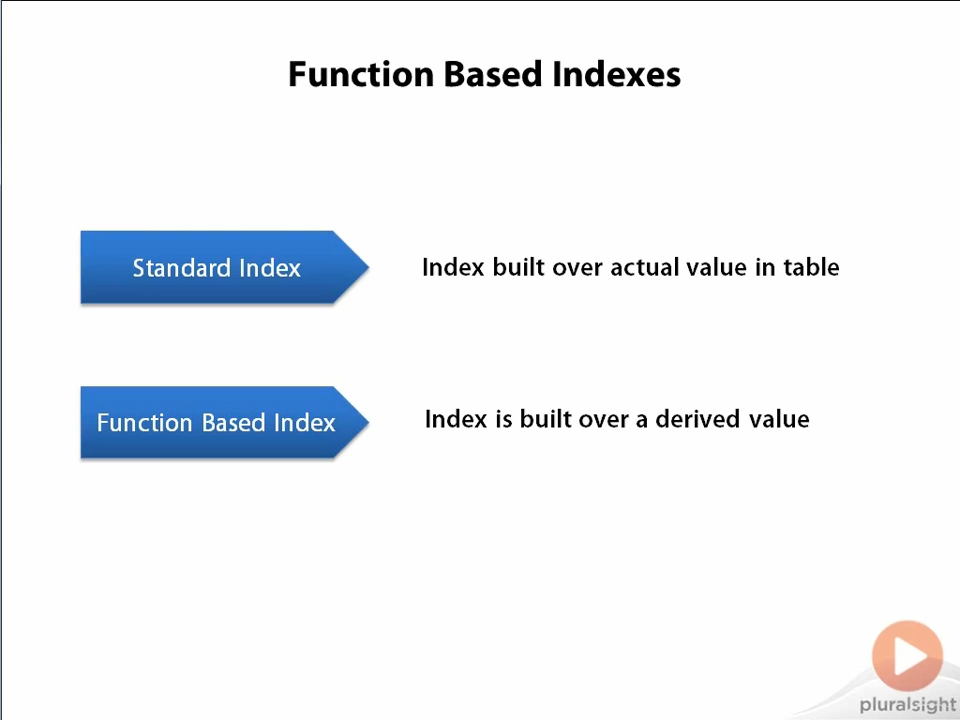 Function Based Indexes
Standard Index
Index built over actual value in table
Function Based Index
Index is built over a derived value
pluralsight